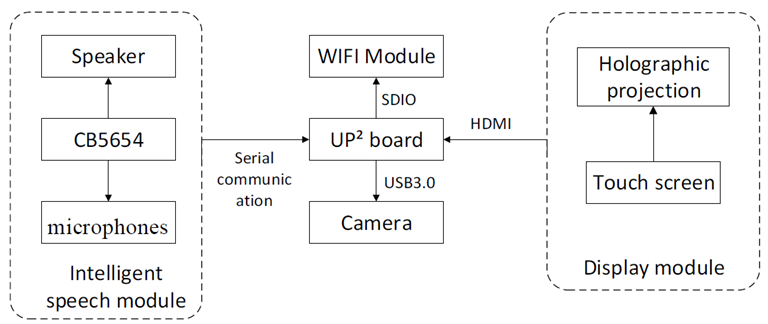 Speaker
CB5654
microphones
Intelligent
speech module
Serial
communic
ation
WIFI Module
SDIO
UP² board
USB3.0
Camera
HDMI
Holographic
projection
Touch screen
Display module